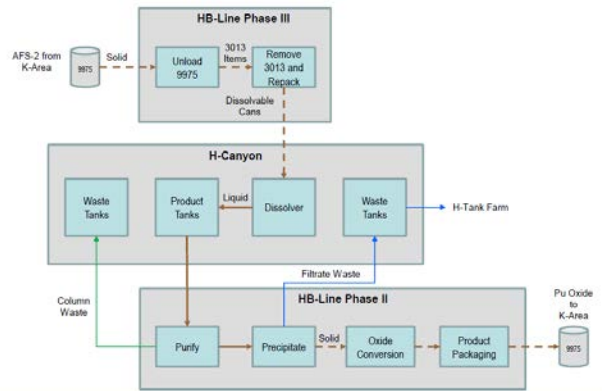 HB-Line Phase III
AFS-2 from
K-Area
9975
Solid
Unload
9975
3013
Items
Remove
3013 and
Repack
Dissolvable
Cans
H-Canyon
Waste
Tanks
Product
Tanks
Liquid
Dissolver
Waste
Tanks
H-Tank Farm
Column
Waste
Filtrate Waste
HB-Line Phase II
Purify
Precipitate
Solid
Oxide
Conversion
Product
Packaging
Pu Oxide
to
K-Area
9975